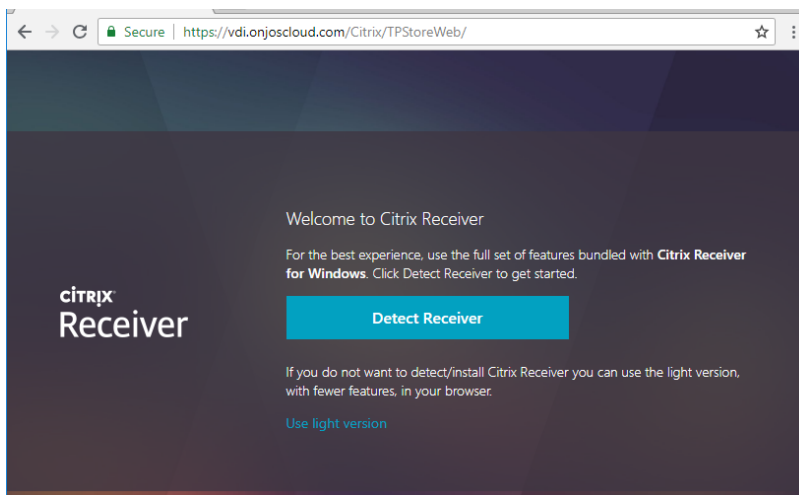 Secure | https://vdi.onjoscloud.com/Citrix/TPStoreWeb/
Welcome to Citrix Receiver
For the best experience, use the full set of features bundled with Citrix Receiver
for Windows. Click Detect Receiver to get started.
CİTRIX
Receiver
Detect Receiver
If you do not want to detect/install Citrix Receiver you can use the light version,
with fewer features, in your browser.
Use light version